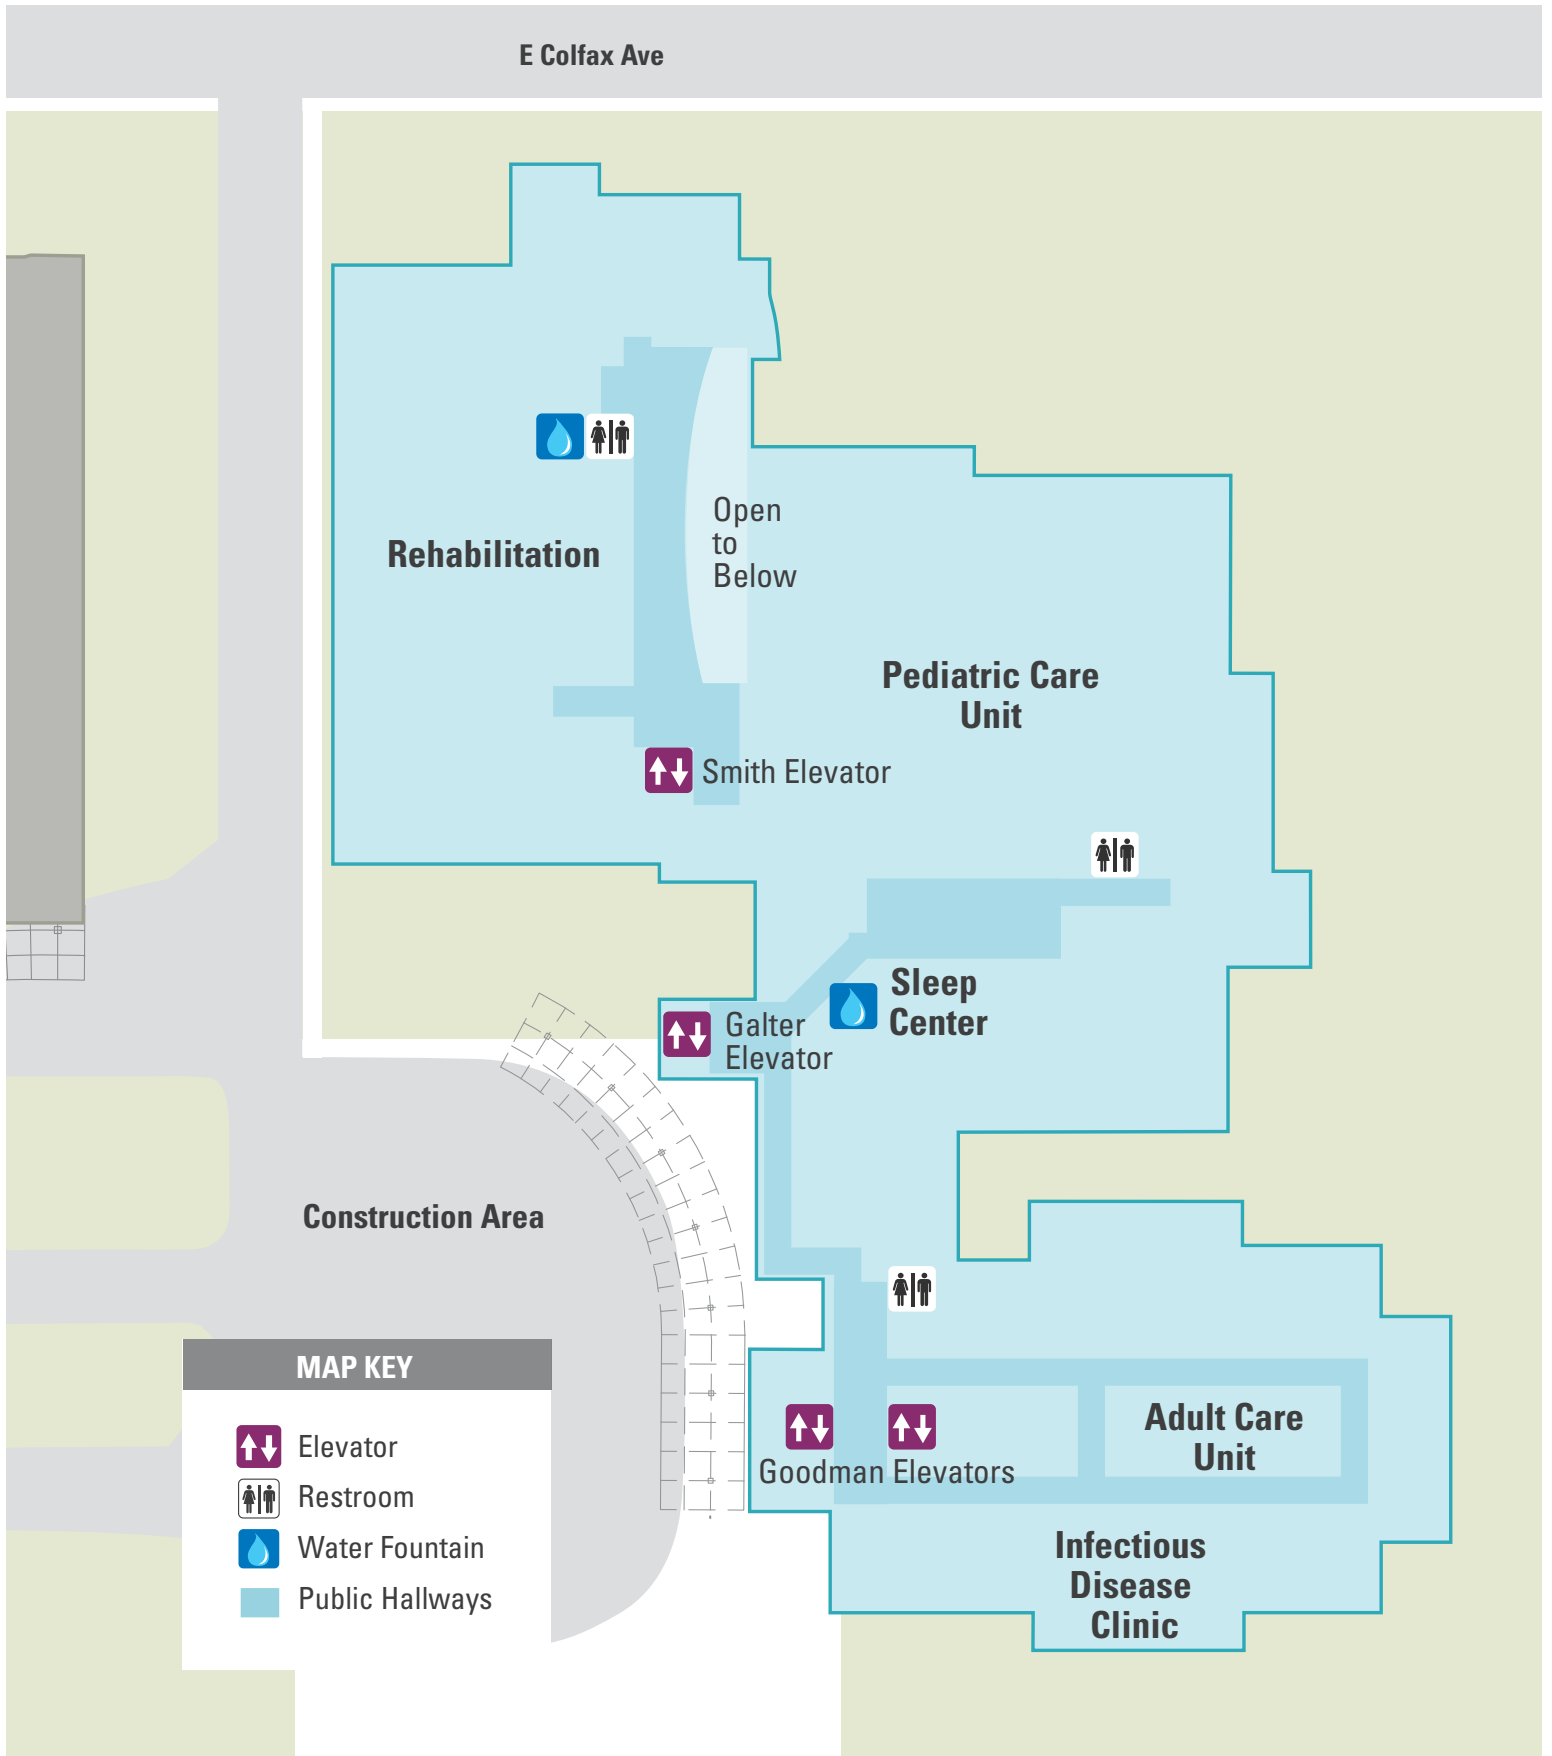 E Colfax Ave
Open
to
Below
Rehabilitation
Pediatric Care
Unit
Smith Elevator
Sleep
Center
Galter
Elevator
Construction Area
Adult Care
Unit
Goodman Elevators
Infectious
Disease
Clinic
MAP KEY
Elevator
Restroom
Water Fountain
Public Hallways